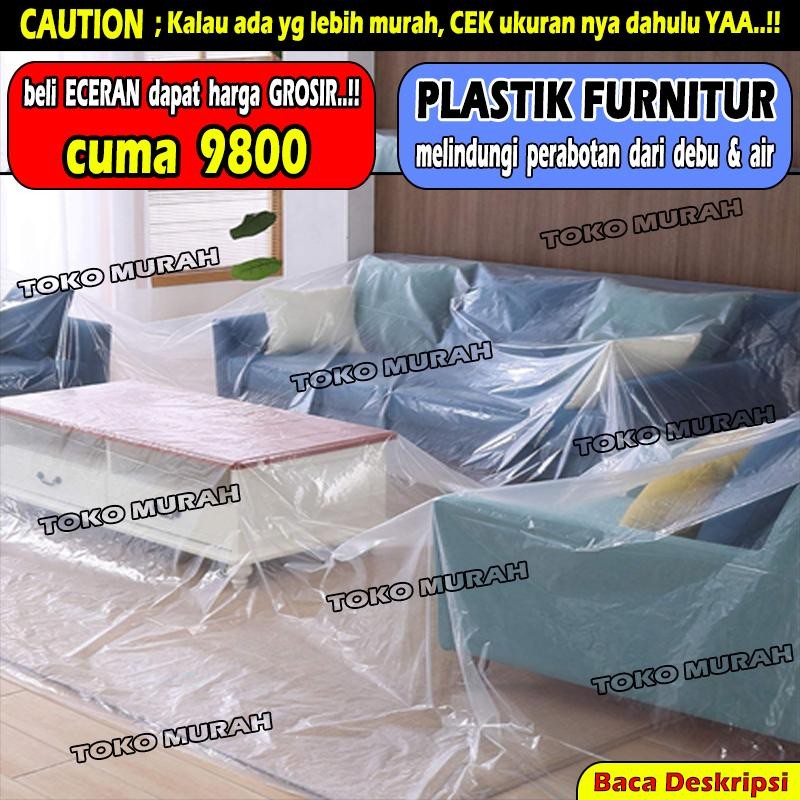 CAUTION ; Kalau ada yg lebih murah, CEK ukuran nya dahulu YAA..!!
beli ECERAN dapat harga GROSIR..!!
cuma 9800
PLASTIK FURNITUR
melindungi perabotan dari debu & air
TOKO MURAH
TOKO MURAH
TOKO MURAH
TOKO MURAH
TOKO MURAH
TOKO MURAH
TOKO MURAH
TOKO MURAH
Baca Deskripsi